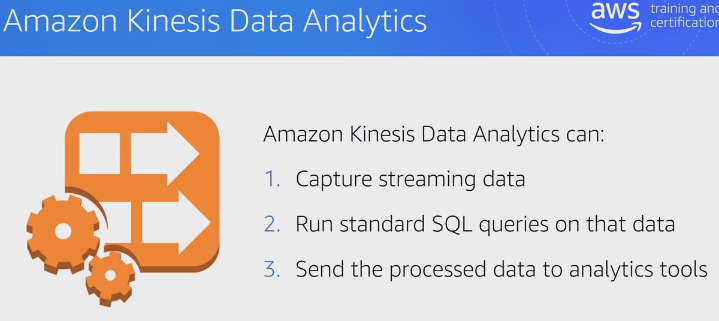 Amazon Kinesis Data Analytics
aws training and
certification
Amazon Kinesis Data Analytics can:
1. Capture streaming data
2. Run standard SQL queries on that data
3. Send the processed data to analytics tools